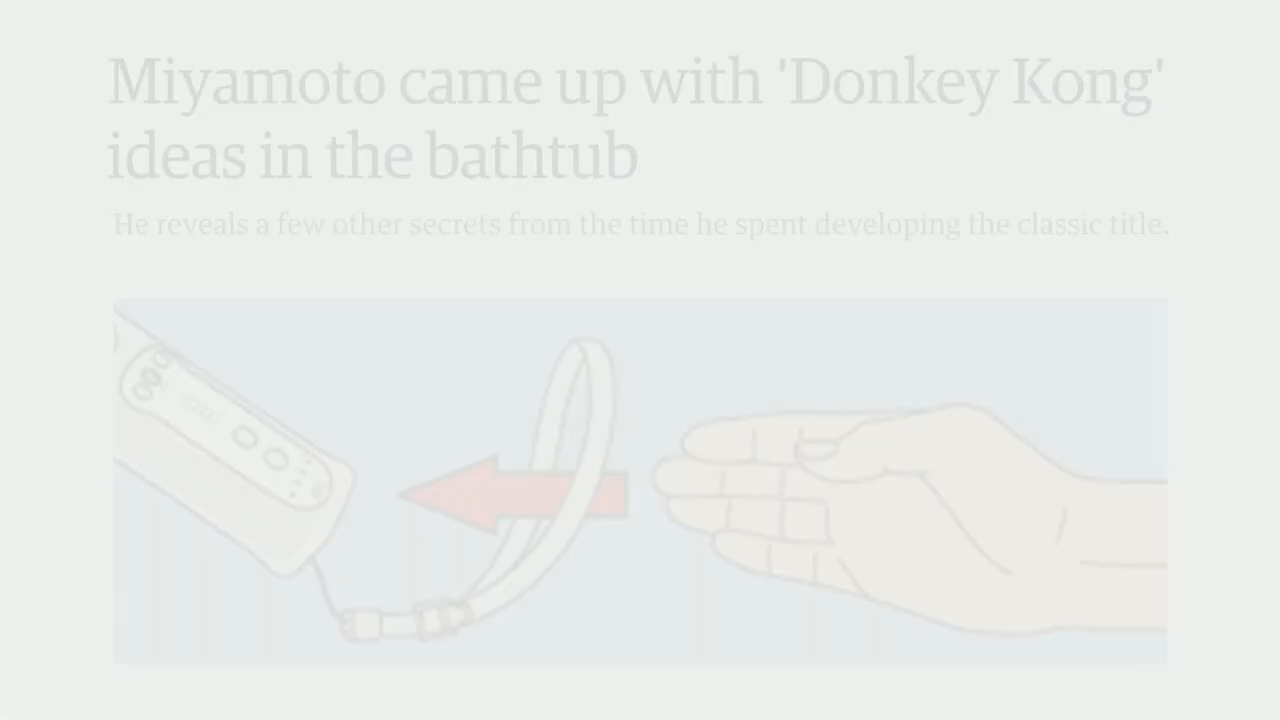 Miyamoto came up with 'Donkey Kong'
ideas in the bathtub
He reveals a few other secrets from the time he spent developing the classic title.